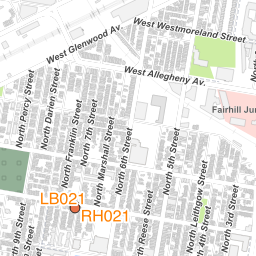 West Westmoreland Street
West Glenwood Av.
West Allegheny Av.
Fairhill Jun
North Percy Street
North Darien Street
North Franklin Street
North 7th Street
North Marshall Street
North 6th Street
North 5th Street
North Leithgow Street
North 3rd Street
North 4th Street
North Reese Street
North 9th Street
LB021
RH021